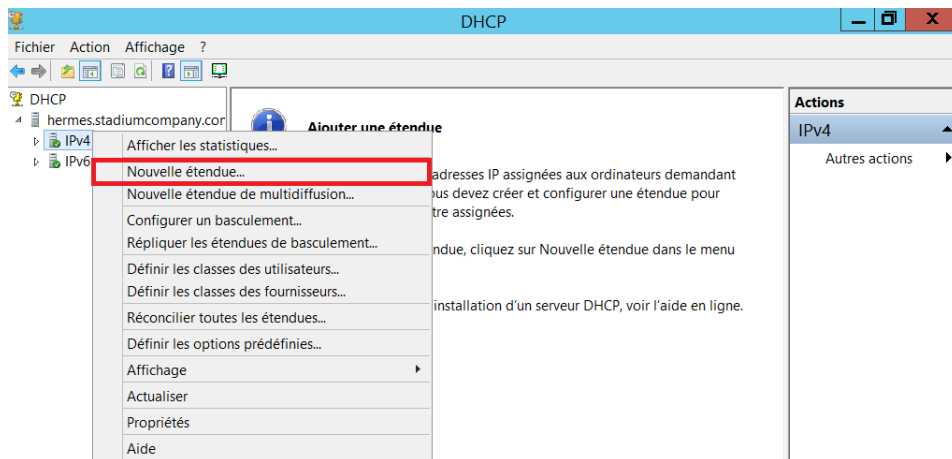 DHCP
Fichier Action Affichage ?
DHCP
hermes.stadiumcompany.cor
IPv4
IPv6
Afficher les statistiques...
Nouvelle étendue...
Nouvelle étendue de multidiffusion...
Configurer un basculement...
Répliquer les étendues de basculement...
Définir les classes des utilisateurs...
Définir les classes des fournisseurs...
Réconcilier toutes les étendues...
Définir les options prédéfinies...
Affichage
Actualiser
Propriétés
Aide
Ajouter une étendue
adresses IP assignées aux ordinateurs demandant
us devez créer et configurer une étendue pour
tre assignées.
ndue, cliquez sur Nouvelle étendue dans le menu
'installation d'un serveur DHCP, voir l'aide en ligne.
Actions
IPv4
Autres actions